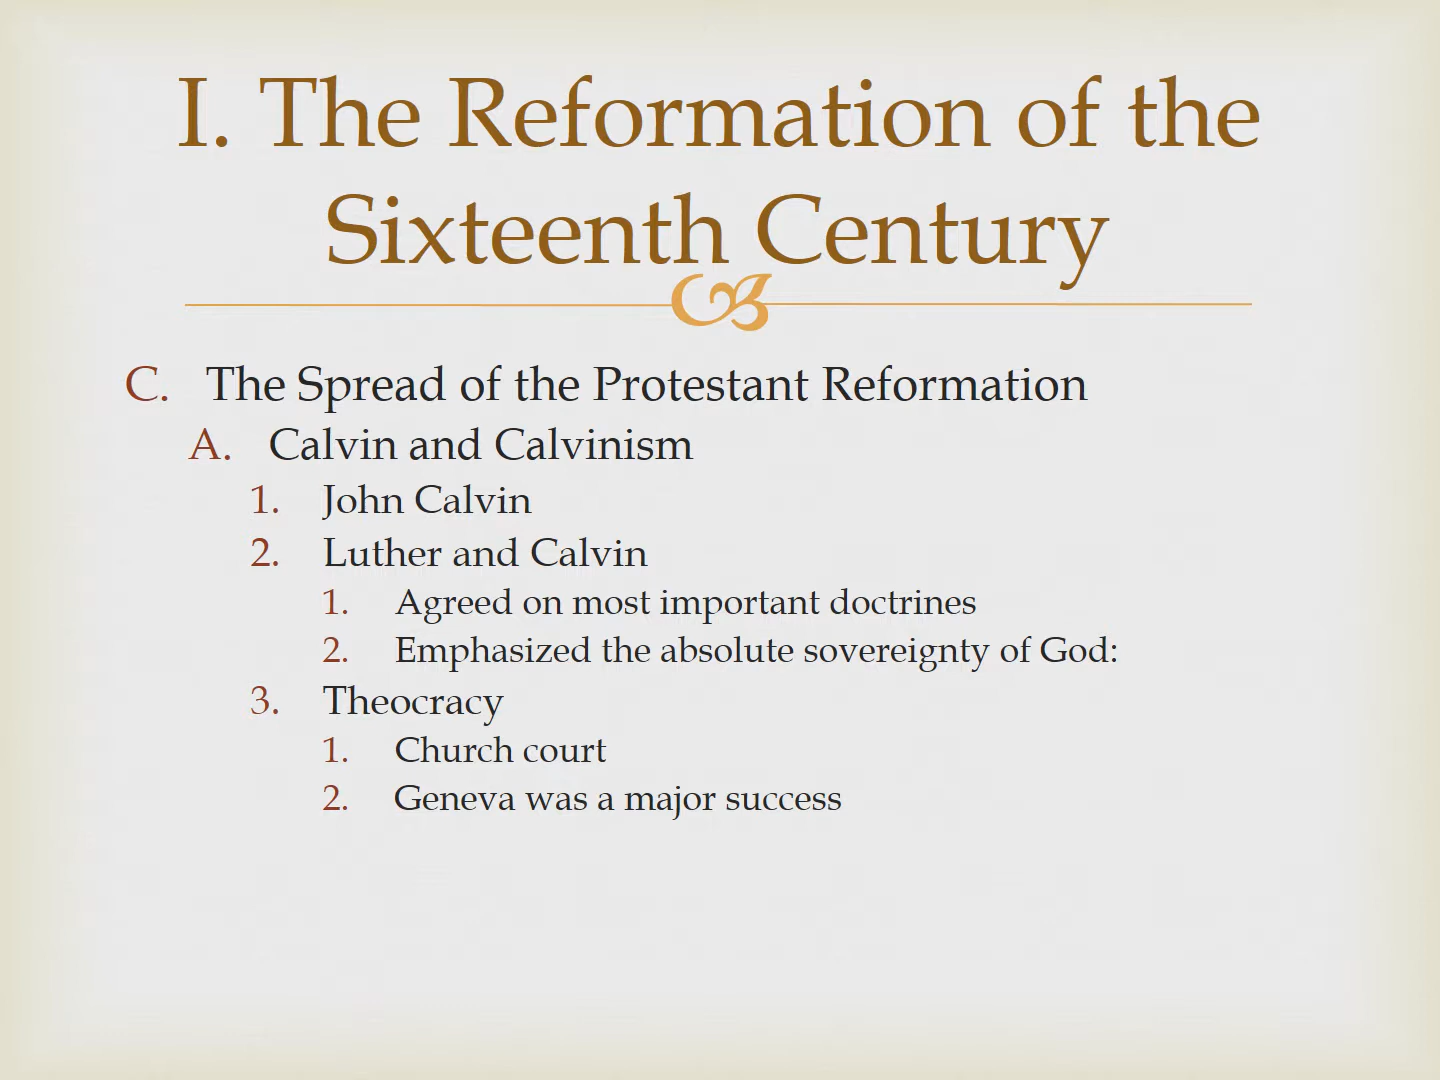 I. The Reformation of the
Sixteenth Century
C. The Spread of the Protestant Reformation
A. Calvin and Calvinism
1. John Calvin
2. Luther and Calvin
1. Agreed on most important doctrines
2. Emphasized the absolute sovereignty of God:
3. Theocracy
1. Church court
2. Geneva was a major success